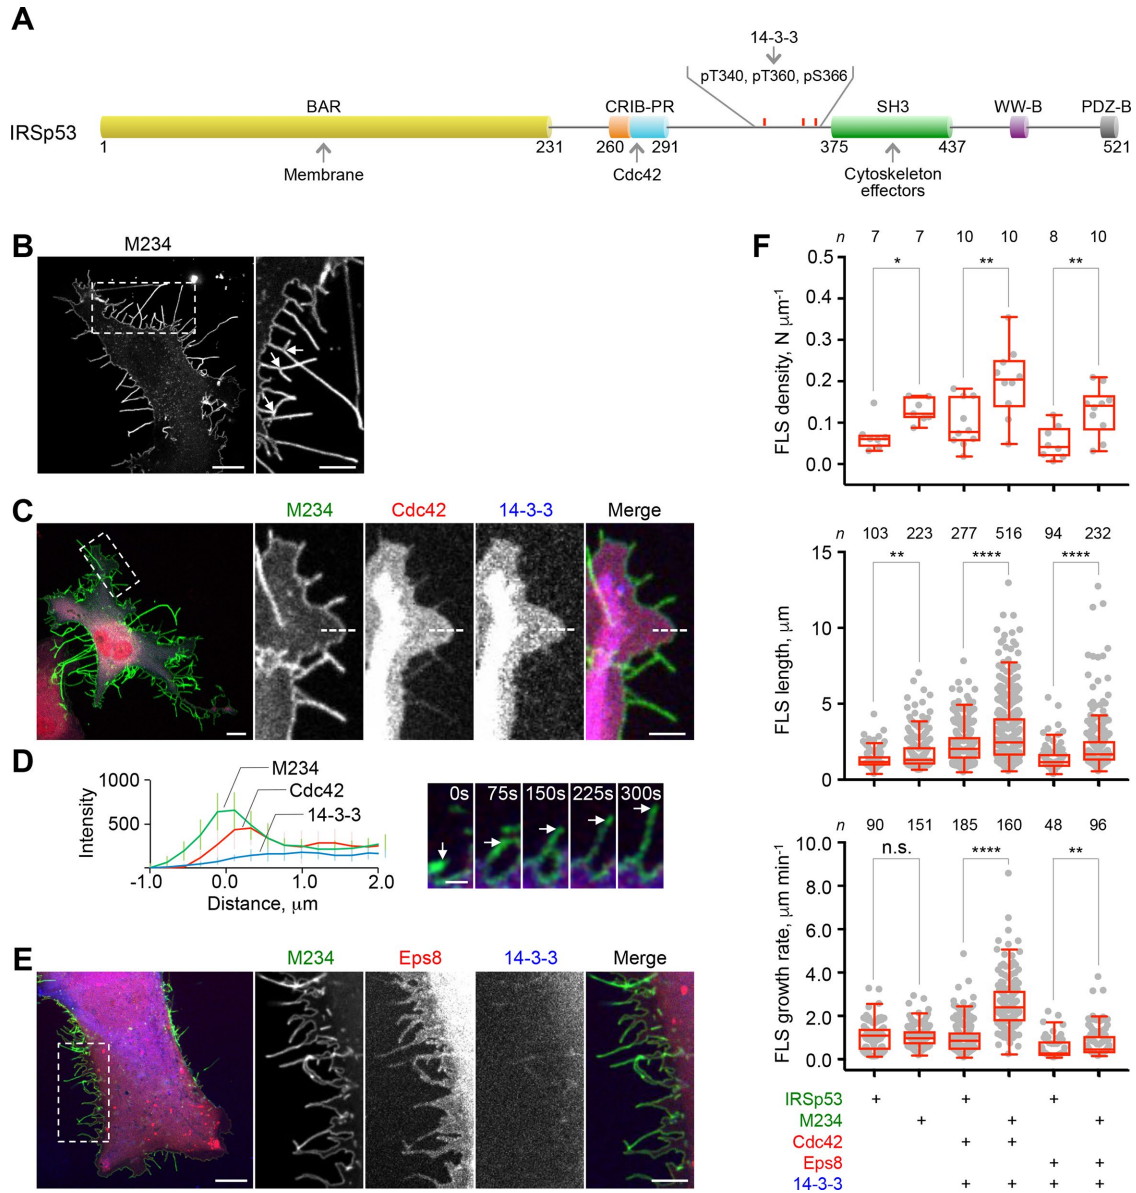 A
14-3-3
pT340, pT360, pS366
BAR
CRIB-PR
SH3
WW-B
PDZ-B
IRSp53
1
231
260
291
375
437
521
Membrane
Cdc42
Cytoskeleton
effectors
B
M234
C
M234
Cdc42
14-3-3
Merge
D
1000
500
Intensity
M234
Cdc42
14-3-3
-1.0
0.0
1.0
2.0
Distance, μm
0s
75s
150s
225s
300s
E
M234
Eps8
14-3-3
Merge
F
n 7 7 10 10 8 10
* ** **
0.5
0.4
0.3
0.2
0.1
0.0
FLS density, N μm-1
n 103 223 277 516 94 232
** **** ****
15
10
5
0
FLS length, μm
n 90 151 185 160 48 96
n.s. **** **
10.0
8.0
6.0
4.0
2.0
0.0
FLS growth rate, μm min-1
IRSp53 + + +
M234 + + +
Cdc42 + +
Eps8 + +
14-3-3 + + + +